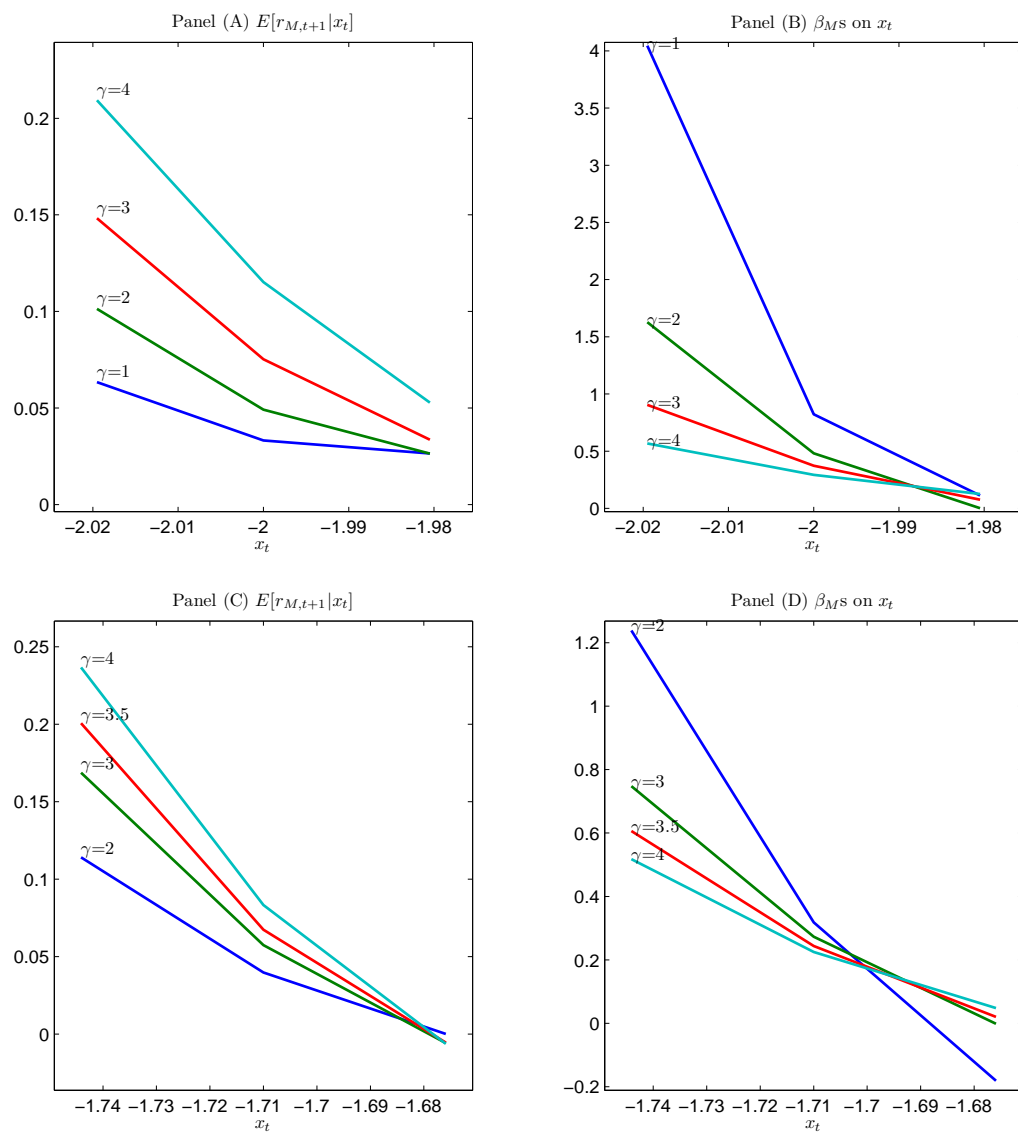 Panel (A) E[r_{M,t+1}|x_t]
γ=4
γ=3
γ=2
γ=1
0.2
0.15
0.1
0.05
0
−2.02 −2.01 −2 −1.99 −1.98
x_t
Panel (B) β_Ms on x_t
γ=1
γ=2
γ=3
γ=4
4
3.5
3
2.5
2
1.5
1
0.5
0
−2.02 −2.01 −2 −1.99 −1.98
x_t
Panel (C) E[r_{M,t+1}|x_t]
γ=4
γ=3.5
γ=3
γ=2
0.25
0.2
0.15
0.1
0.05
0
−1.74 −1.73 −1.72 −1.71 −1.7 −1.69 −1.68
x_t
Panel (D) β_Ms on x_t
γ=2
γ=3
γ=3.5
γ=4
1.2
1
0.8
0.6
0.4
0.2
0
−0.2
−1.74 −1.73 −1.72 −1.71 −1.7 −1.69 −1.68
x_t